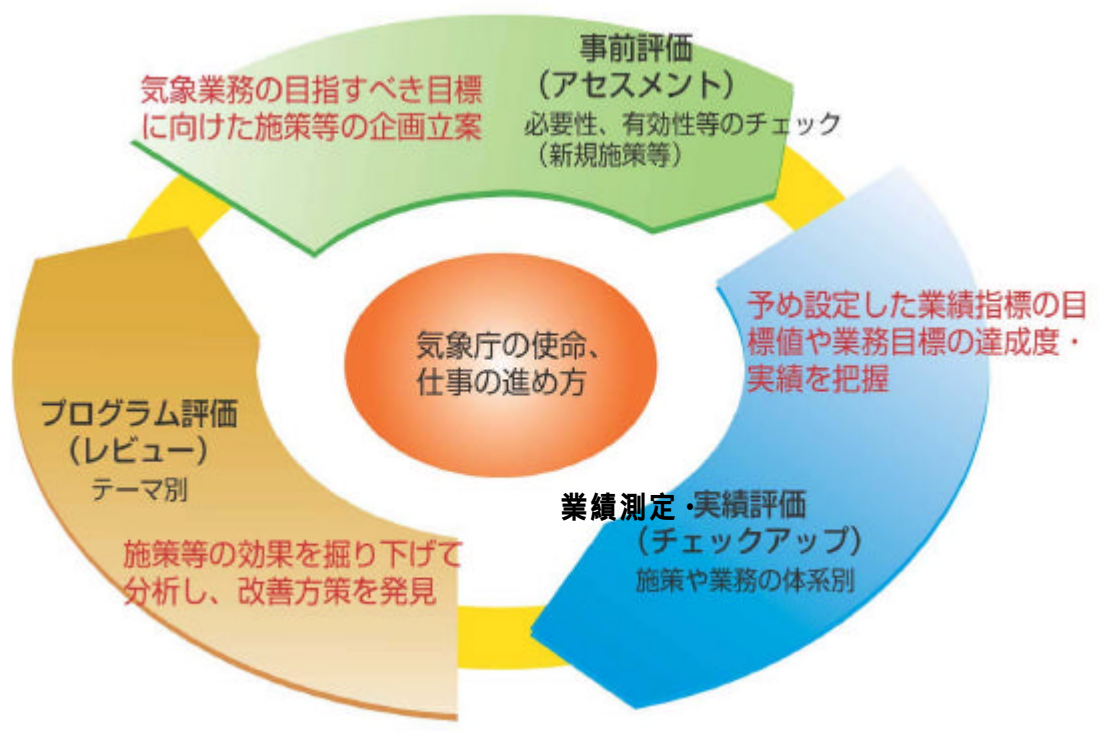 気象業務の目指すべき目標
に向けた施策等の企画立案
事前評価
（アセスメント）
必要性、有効性等のチェック
（新規施策等）
予め設定した業績指標の目
標値や業務目標の達成度・
実績を把握
業績測定・実績評価
（チェックアップ）
施策や業務の体系別
プログラム評価
（レビュー）
テーマ別
施策等の効果を掘り下げて
分析し、改善方策を発見
気象庁の使命、
仕事の進め方